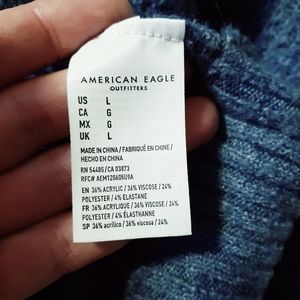 AMERICAN EAGLE
OUTFITTERS
US L
CA G
MX G
UK L
MADE IN CHINA / FABRIQUÉ EN CHINE /
HECHO EN CHINA
RN 54485/CA 03873
RFC# AEM120605U9A
EN 36% ACRYLIC / 36% VISCOSE / 24%
POLYESTER / 4% ELASTANE
FR 36% ACRYLIQUE / 36% VISCOSE / 24%
POLYESTER / 4% ÉLASTHANNE
SP 36% acrílico / 36% viscosa / 24%